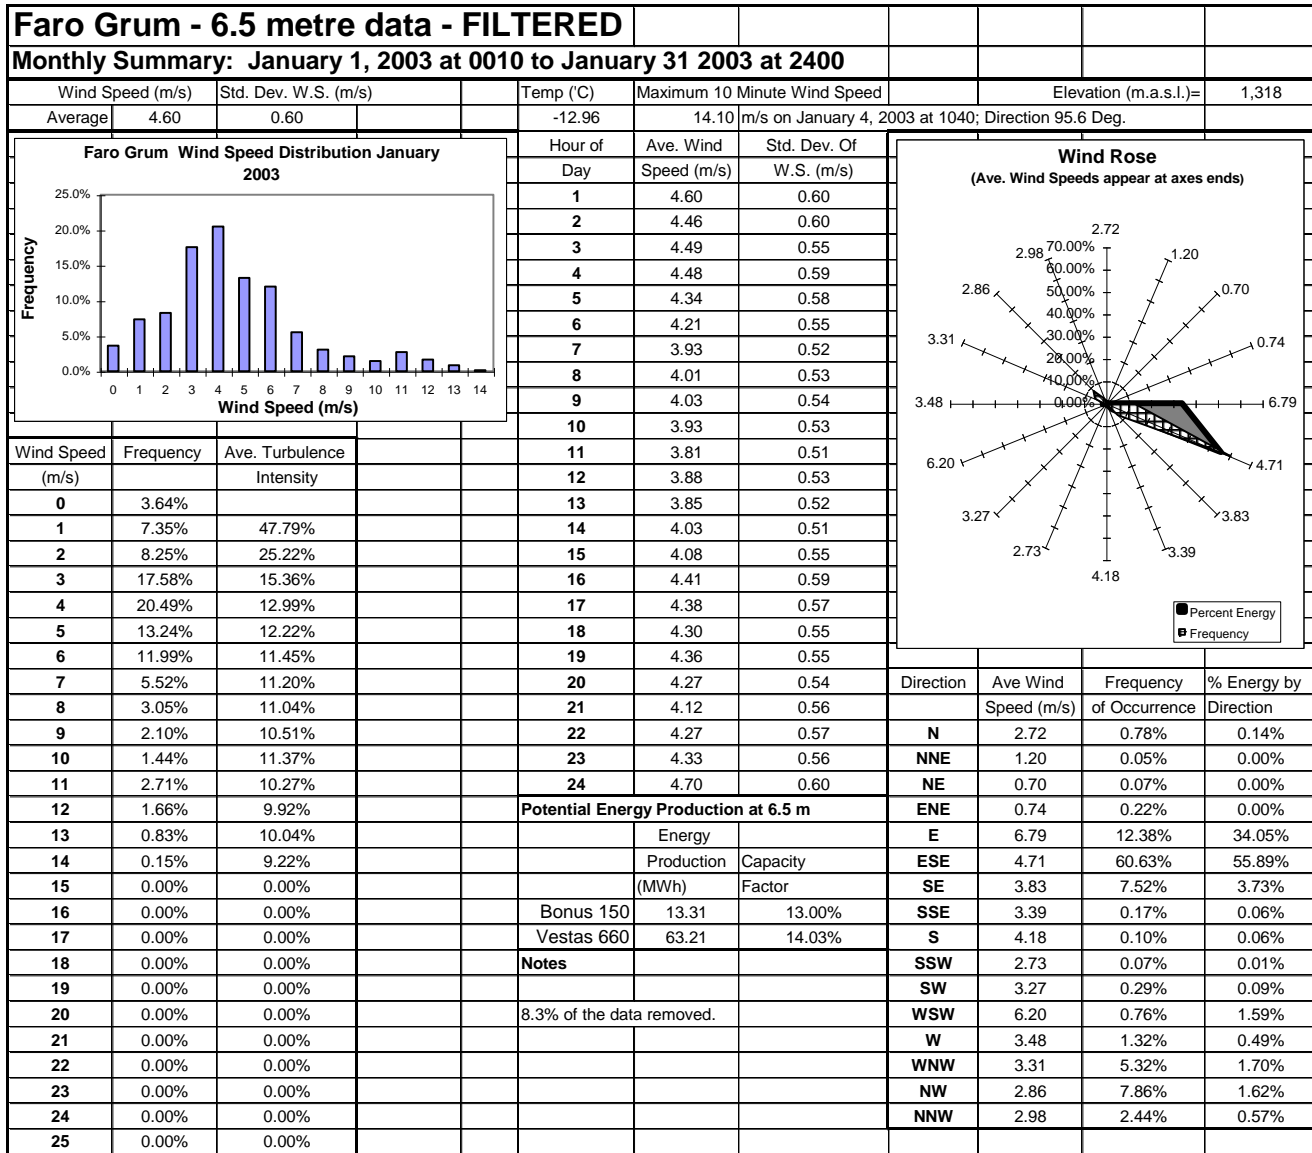 Faro Grum - 6.5 metre data - FILTERED
Monthly Summary: January 1, 2003 at 0010 to January 31 2003 at 2400
Wind Speed (m/s) Std. Dev. W.S. (m/s) Temp ('C) Maximum 10 Minute Wind Speed Elevation (m.a.s.l.)= 1,318
Average 4.60 0.60 -12.96 14.10 m/s on January 4, 2003 at 1040; Direction 95.6 Deg.
Faro Grum Wind Speed Distribution January
2003
25.0%
20.0%
15.0%
10.0%
5.0%
0.0%
Frequency
0 1 2 3 4 5 6 7 8 9 10 11 12 13 14
Wind Speed (m/s)
Wind Speed Frequency Ave. Turbulence
(m/s) Intensity
0 3.64%
1 7.35% 47.79%
2 8.25% 25.22%
3 17.58% 15.36%
4 20.49% 12.99%
5 13.24% 12.22%
6 11.99% 11.45%
7 5.52% 11.20%
8 3.05% 11.04%
9 2.10% 10.51%
10 1.44% 11.37%
11 2.71% 10.27%
12 1.66% 9.92%
13 0.83% 10.04%
14 0.15% 9.22%
15 0.00% 0.00%
16 0.00% 0.00%
17 0.00% 0.00%
18 0.00% 0.00%
19 0.00% 0.00%
20 0.00% 0.00%
21 0.00% 0.00%
22 0.00% 0.00%
23 0.00% 0.00%
24 0.00% 0.00%
25 0.00% 0.00%
Hour of Ave. Wind Std. Dev. Of
Day Speed (m/s) W.S. (m/s)
1 4.60 0.60
2 4.46 0.60
3 4.49 0.55
4 4.48 0.59
5 4.34 0.58
6 4.21 0.55
7 3.93 0.52
8 4.01 0.53
9 4.03 0.54
10 3.93 0.53
11 3.81 0.51
12 3.88 0.53
13 3.85 0.52
14 4.03 0.51
15 4.08 0.55
16 4.41 0.59
17 4.38 0.57
18 4.30 0.55
19 4.36 0.55
20 4.27 0.54
21 4.12 0.56
22 4.27 0.57
23 4.33 0.56
24 4.70 0.60
Potential Energy Production at 6.5 m
Energy
Production Capacity
(MWh) Factor
Bonus 150 13.31 13.00%
Vestas 660 63.21 14.03%
Notes
8.3% of the data removed.
Wind Rose
(Ave. Wind Speeds appear at axes ends)
2.72
2.98 70.00% 1.20
60.00%
2.86 50.00% 0.70
40.00%
3.31 30.00% 0.74
20.00%
10.00%
3.48 0.00% 6.79
6.20 4.71
3.27 3.83
2.73 3.39
4.18
Percent Energy
Frequency
Direction Ave Wind Frequency % Energy by
Speed (m/s) of Occurrence Direction
N 2.72 0.78% 0.14%
NNE 1.20 0.05% 0.00%
NE 0.70 0.07% 0.00%
ENE 0.74 0.22% 0.00%
E 6.79 12.38% 34.05%
ESE 4.71 60.63% 55.89%
SE 3.83 7.52% 3.73%
SSE 3.39 0.17% 0.06%
S 4.18 0.10% 0.06%
SSW 2.73 0.07% 0.01%
SW 3.27 0.29% 0.09%
WSW 6.20 0.76% 1.59%
W 3.48 1.32% 0.49%
WNW 3.31 5.32% 1.70%
NW 2.86 7.86% 1.62%
NNW 2.98 2.44% 0.57%